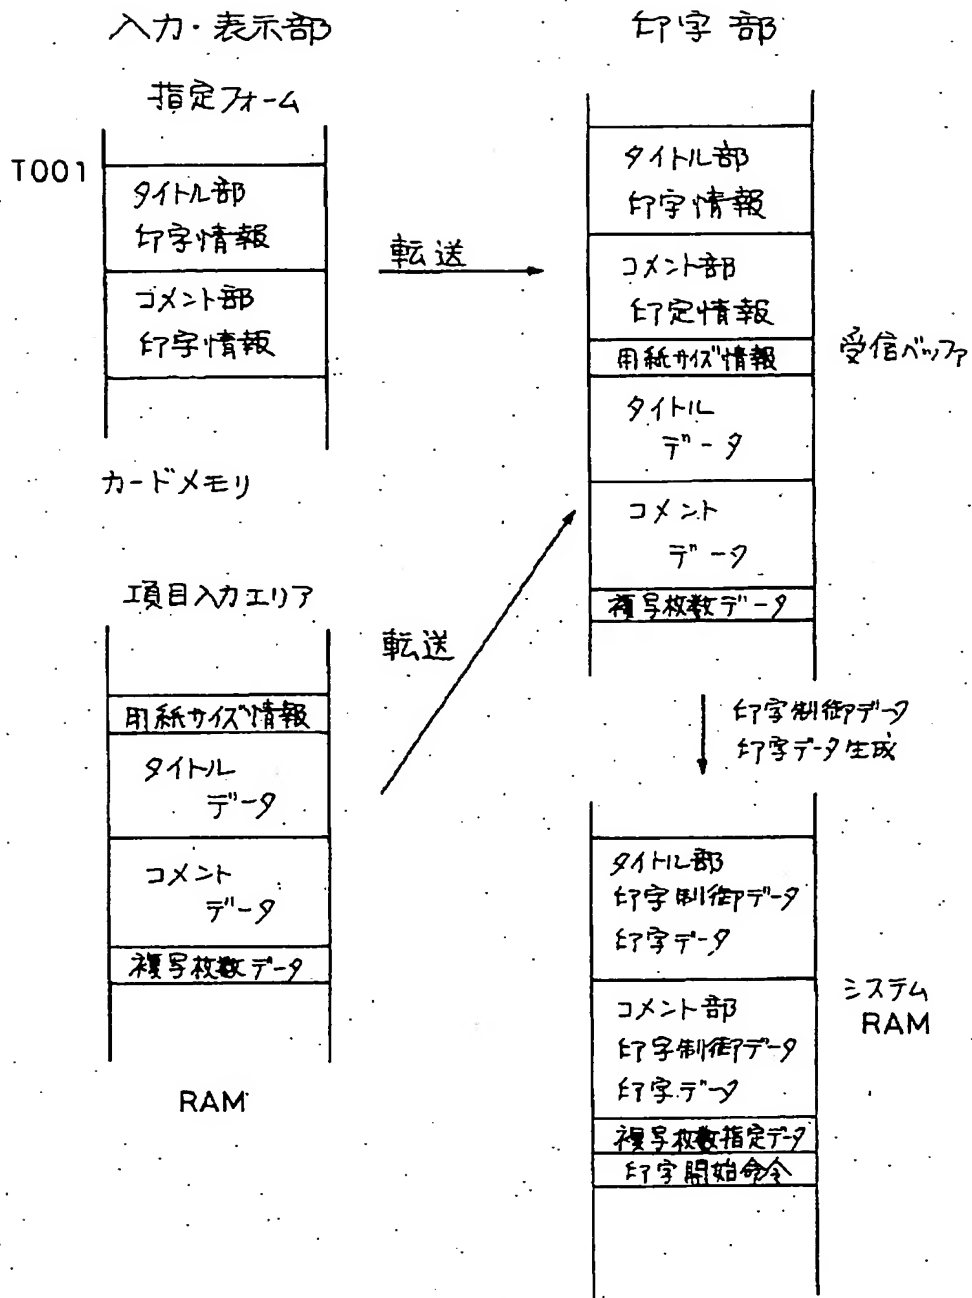 入力・表示部
指定フォーム
T001
タイトル部
印字情報
コメント部
印字情報
カードメモリ
転送
項目入力エリア
用紙サイズ情報
タイトル
データ
コメント
データ
複写枚数データ
RAM
転送
印字部
タイトル部
印字情報
コメント部
印定情報
用紙サイズ情報
タイトル
データ
コメント
データ
複写枚数データ
受信バッファ
印字制御データ
印字データ生成
タイトル部
印字制御データ
印字データ
コメント部
印字制御データ
印字データ
複写枚数指定データ
印字開始命令
システム
RAM